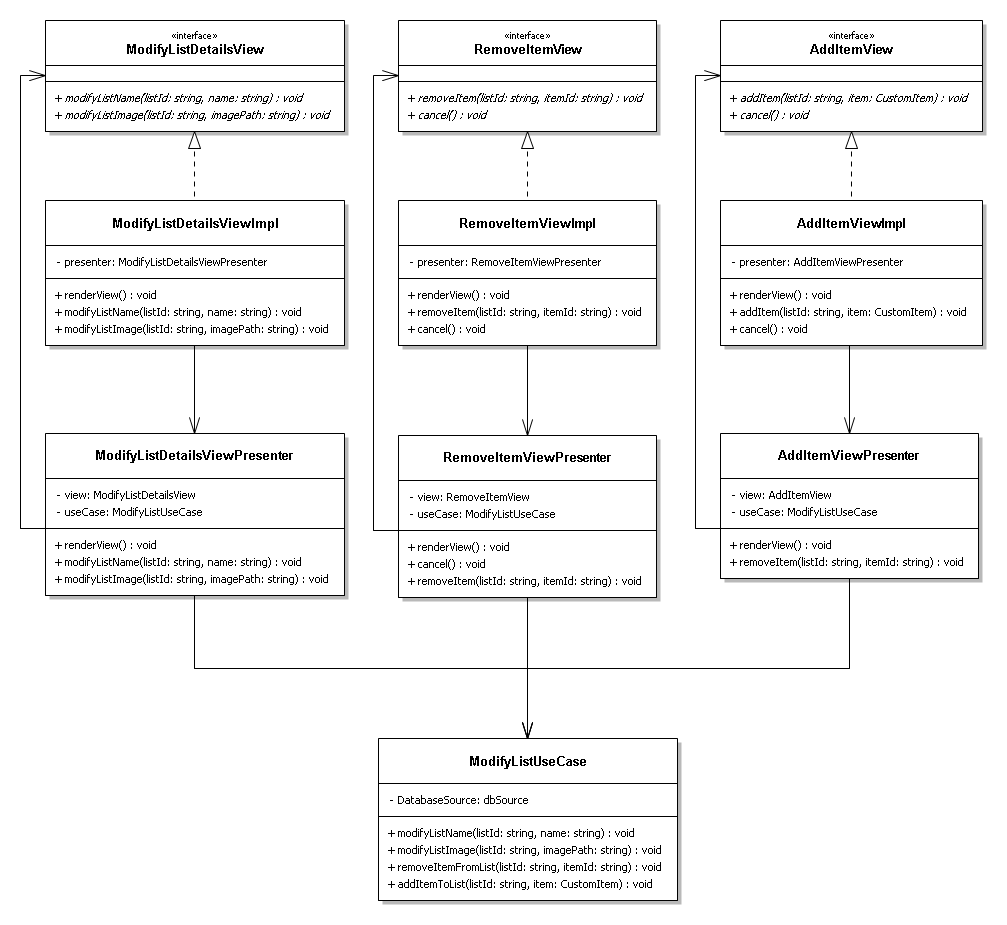 «interface»
ModifyListDetailsView
+ modifyListName(listId: string, name: string) : void
+ modifyListImage(listId: string, imagePath: string) : void
«interface»
RemoveItemView
+ removeItem(listId: string, itemId: string) : void
+ cancel() : void
«interface»
AddItemView
+ addItem(listId: string, item: CustomItem) : void
+ cancel() : void
ModifyListDetailsViewImpl
- presenter: ModifyListDetailsViewPresenter
+ renderView() : void
+ modifyListName(listId: string, name: string) : void
+ modifyListImage(listId: string, imagePath: string) : void
RemoveItemViewImpl
- presenter: RemoveItemViewPresenter
+ renderView() : void
+ removeItem(listId: string, itemId: string) : void
+ cancel() : void
AddItemViewImpl
- presenter: AddItemViewPresenter
+ renderView() : void
+ addItem(listId: string, item: CustomItem) : void
+ cancel() : void
ModifyListDetailsViewPresenter
- view: ModifyListDetailsView
- useCase: ModifyListUseCase
+ renderView() : void
+ modifyListName(listId: string, name: string) : void
+ modifyListImage(listId: string, imagePath: string) : void
RemoveItemViewPresenter
- view: RemoveItemView
- useCase: ModifyListUseCase
+ renderView() : void
+ cancel() : void
+ removeItem(listId: string, itemId: string) : void
AddItemViewPresenter
- view: AddItemView
- useCase: ModifyListUseCase
+ renderView() : void
+ removeItem(listId: string, itemId: string) : void
ModifyListUseCase
- DatabaseSource: dbSource
+ modifyListName(listId: string, name: string) : void
+ modifyListImage(listId: string, imagePath: string) : void
+ removeItemFromList(listId: string, itemId: string) : void
+ addItemToList(listId: string, item: CustomItem) : void